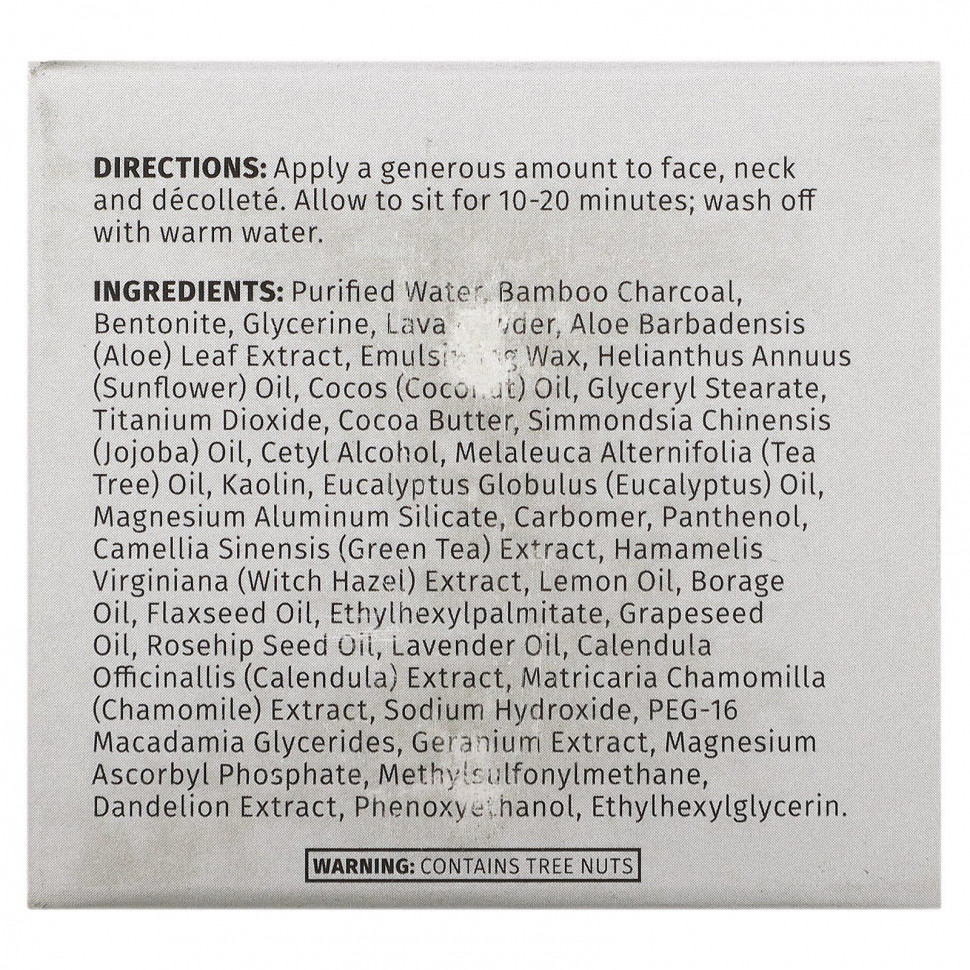 DIRECTIONS: Apply a generous amount to face, neck
and décolleté. Allow to sit for 10-20 minutes; wash off
with warm water.
INGREDIENTS: Purified Water, Bamboo Charcoal,
Bentonite, Glycerine, Lava Powder, Aloe Barbadensis
(Aloe) Leaf Extract, Emulsifying Wax, Helianthus Annuus
(Sunflower) Oil, Cocos (Coconut) Oil, Glyceryl Stearate,
Titanium Dioxide, Cocoa Butter, Simmondsia Chinensis
(Jojoba) Oil, Cetyl Alcohol, Melaleuca Alternifolia (Tea
Tree) Oil, Kaolin, Eucalyptus Globulus (Eucalyptus) Oil,
Magnesium Aluminum Silicate, Carbomer, Panthenol,
Camellia Sinensis (Green Tea) Extract, Hamamelis
Virginiana (Witch Hazel) Extract, Lemon Oil, Borage
Oil, Flaxseed Oil, Ethylhexylpalmitate, Grapeseed
Oil, Rosehip Seed Oil, Lavender Oil, Calendula
Officinallis (Calendula) Extract, Matricaria Chamomilla
(Chamomile) Extract, Sodium Hydroxide, PEG-16
Macadamia Glycerides, Geranium Extract, Magnesium
Ascorbyl Phosphate, Methylsulfonylmethane,
Dandelion Extract, Phenoxyethanol, Ethylhexylglycerin.
WARNING: CONTAINS TREE NUTS